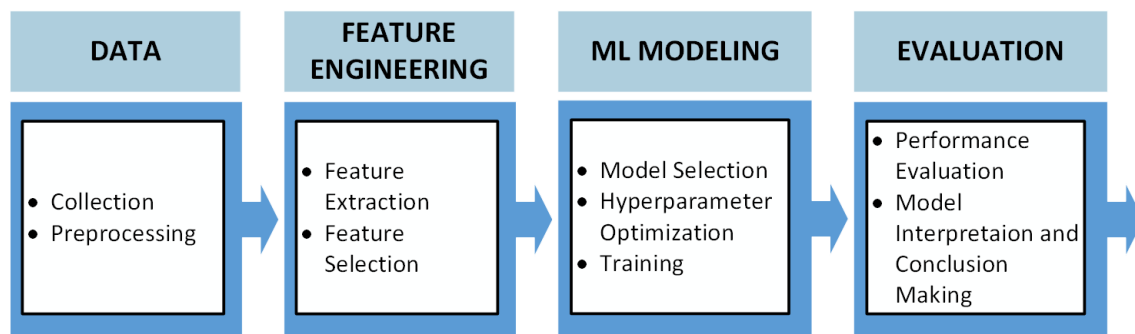 DATA
FEATURE
ENGINEERING
ML MODELING
EVALUATION
• Collection
• Preprocessing
• Feature
Extraction
• Feature
Selection
• Model Selection
• Hyperparameter
Optimization
• Training
• Performance
Evaluation
• Model
Interpretaion and
Conclusion
Making